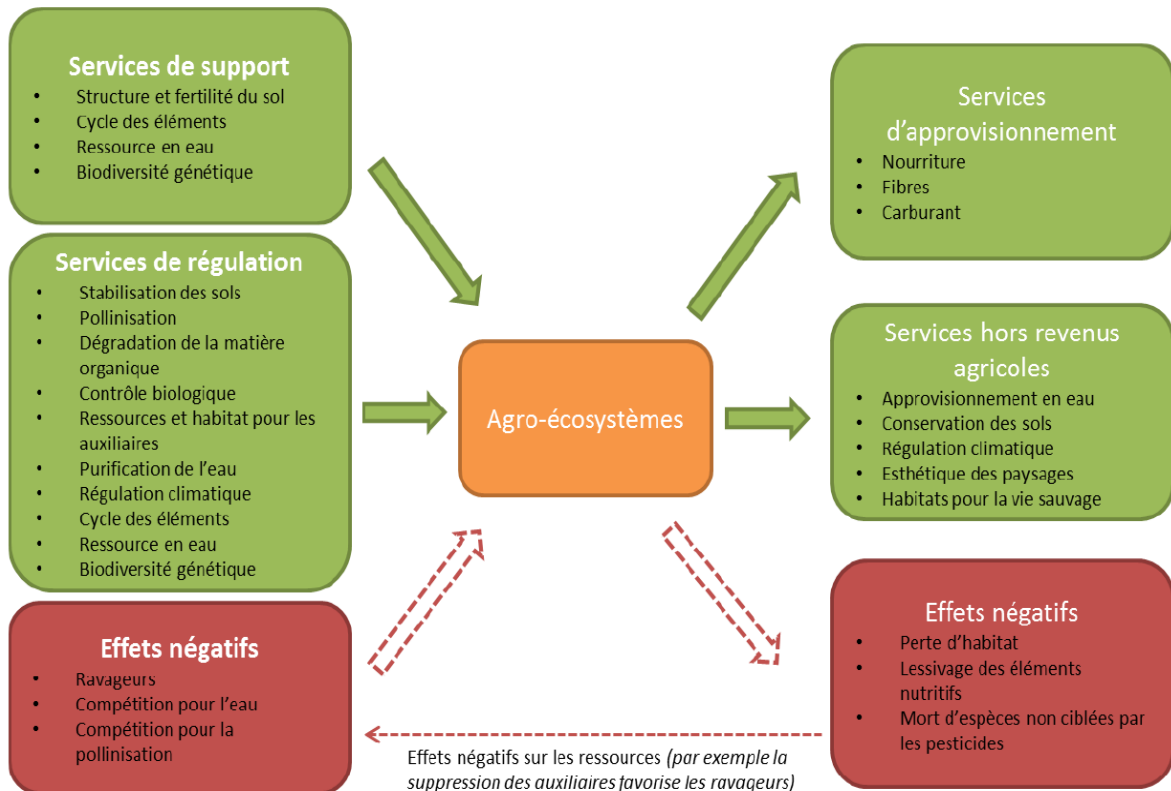 Services de support
• Structure et fertilité du sol
• Cycle des éléments
• Ressource en eau
• Biodiversité génétique
Services de régulation
• Stabilisation des sols
• Pollinisation
• Dégradation de la matière
organique
• Contrôle biologique
• Ressources et habitat pour les
auxiliaires
• Purification de l'eau
• Régulation climatique
• Cycle des éléments
• Ressource en eau
• Biodiversité génétique
Effets négatifs
• Ravageurs
• Compétition pour l'eau
• Compétition pour la
pollinisation
Agro-écosystèmes
Services
d'approvisionnement
• Nourriture
• Fibres
• Carburant
Services hors revenus
agricoles
• Approvisionnement en eau
• Conservation des sols
• Régulation climatique
• Esthétique des paysages
• Habitats pour la vie sauvage
Effets négatifs
• Perte d'habitat
• Lessivage des éléments
nutritifs
• Mort d'espèces non ciblées par
les pesticides
Effets négatifs sur les ressources (par exemple la
suppression des auxiliaires favorise les ravageurs)